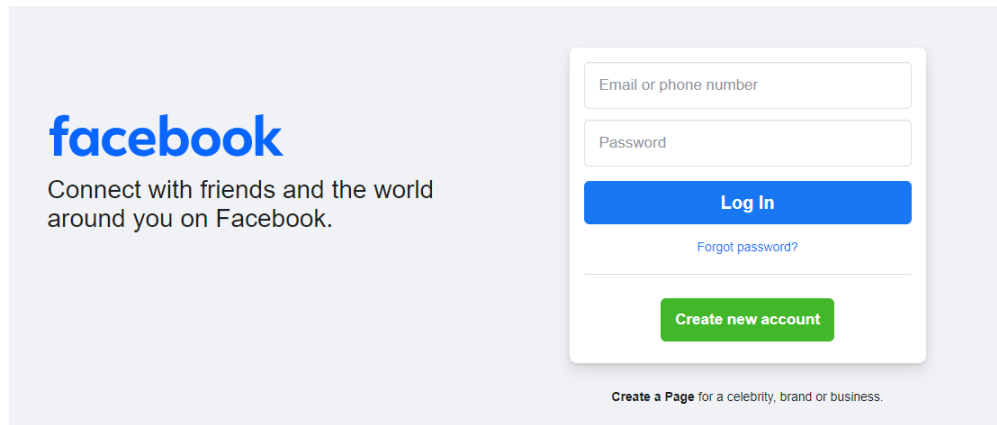 facebook
Connect with friends and the world
around you on Facebook.
Email or phone number
Password
Log In
Forgot password?
Create new account
Create a Page for a celebrity, brand or business.